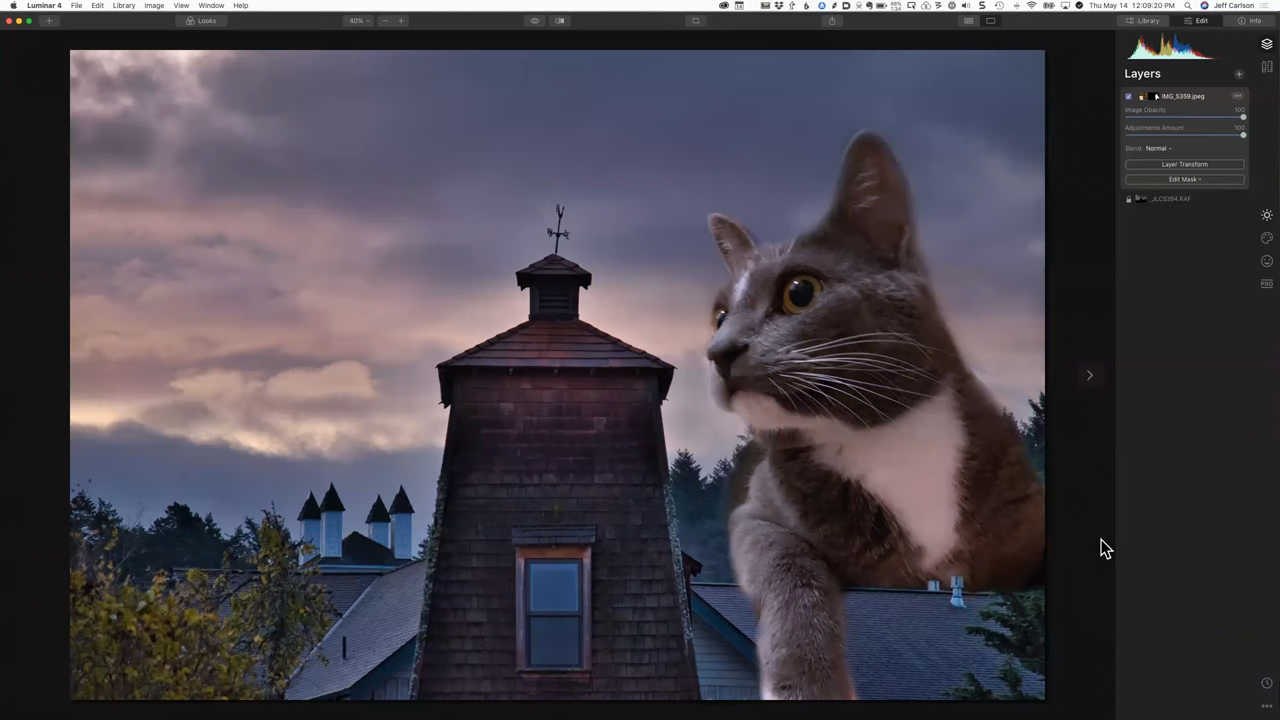 Luminar 4 File Edit Library Image View Window Help Thu May 14 12:09:20 PM Jeff Carlson
Looks 40% Library Edit Info
Layers
IMG_5359.jpeg
Image Opacity 100
Adjustments Amount 100
Blend: Normal
Layer Transform
Edit Mask
_JLC5394.RAF
PRO